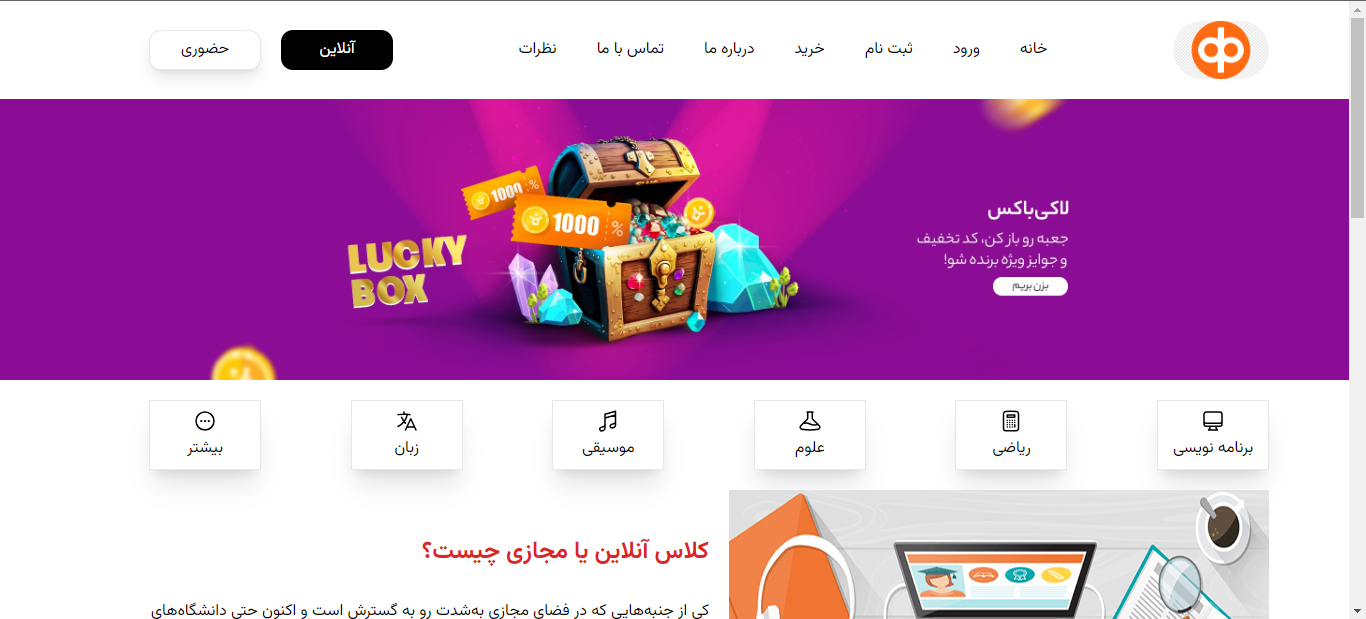 خانه
ورود
ثبت نام
خرید
درباره ما
تماس با ما
نظرات
آنلاین
حضوری
لاکی‌باکس
جعبه رو باز کن، کد تخفیف
و جوایز ویژه برنده شو!
بزن بریم
1000 %
1000 %
LUCKY
BOX
برنامه نویسی
ریاضی
علوم
موسیقی
زبان
بیشتر
کلاس آنلاین یا مجازی چیست؟
کی از جنبه‌هایی که در فضای مجازی به‌شدت رو به گسترش است و اکنون حتی دانشگاه‌های